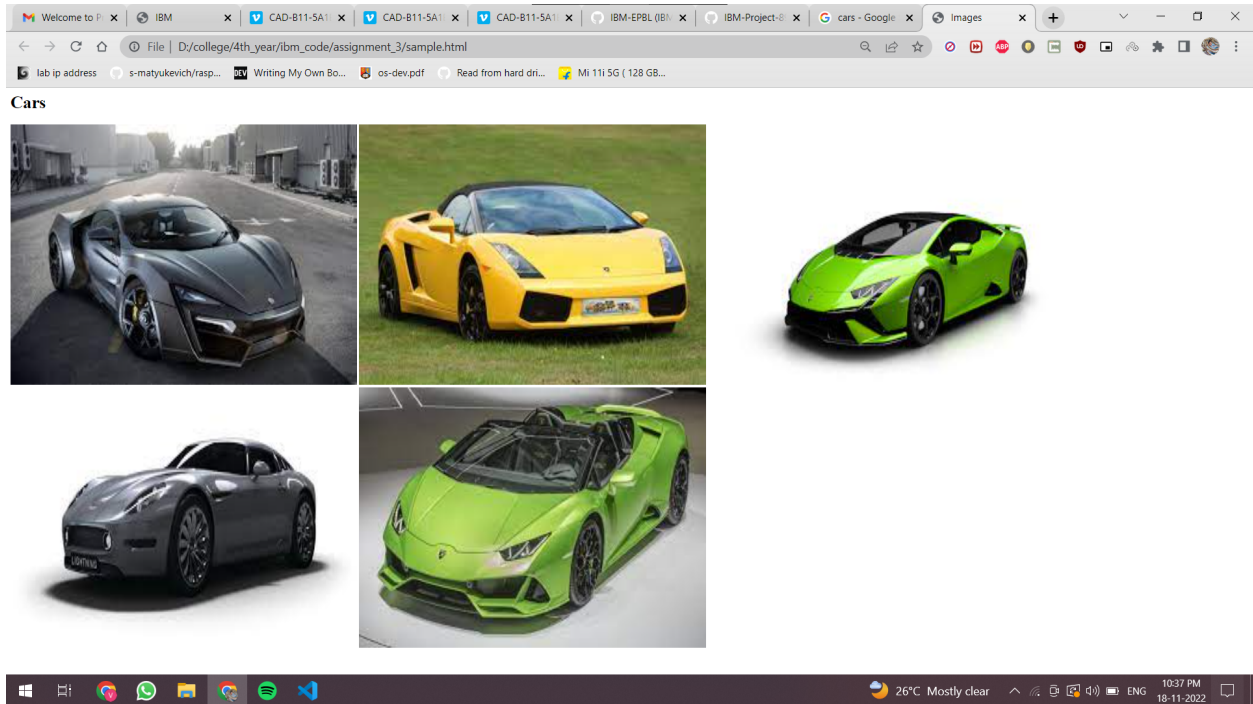 Welcome to P
IBM
CAD-B11-5A1
CAD-B11-5A1
CAD-B11-5A1
IBM-EPBL (IBM
IBM-Project-8
cars - Google
Images
File | D:/college/4th_year/ibm_code/assignment_3/sample.html
ABP
lab ip address
s-matyukevich/rasp...
DEV Writing My Own Bo...
os-dev.pdf
Read from hard dri...
Mi 11i 5G ( 128 GB...
Cars
LIGHTNING
26°C Mostly clear
ENG
10:37 PM
18-11-2022